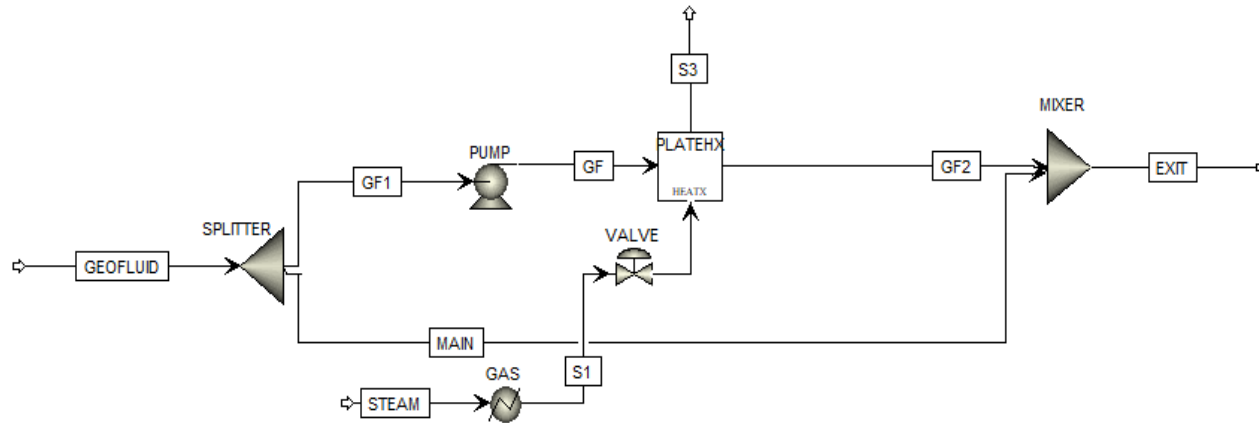 S3
MIXER
PLATEHX
PUMP
GF
GF2
EXIT
GF1
HEATX
SPLITTER
VALVE
GEOFLUID
MAIN
GAS
S1
STEAM